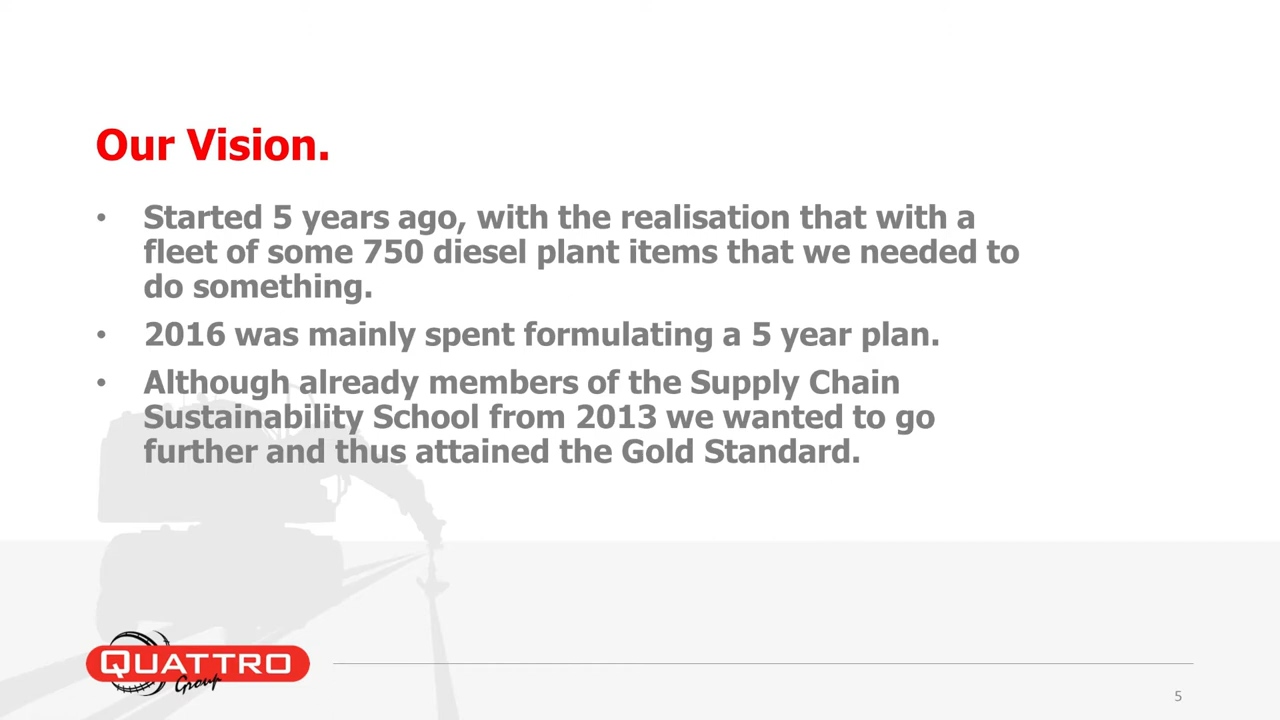 Our Vision.
• Started 5 years ago, with the realisation that with a
fleet of some 750 diesel plant items that we needed to
do something.
• 2016 was mainly spent formulating a 5 year plan.
• Although already members of the Supply Chain
Sustainability School from 2013 we wanted to go
further and thus attained the Gold Standard.
QUATTRO
Group
5